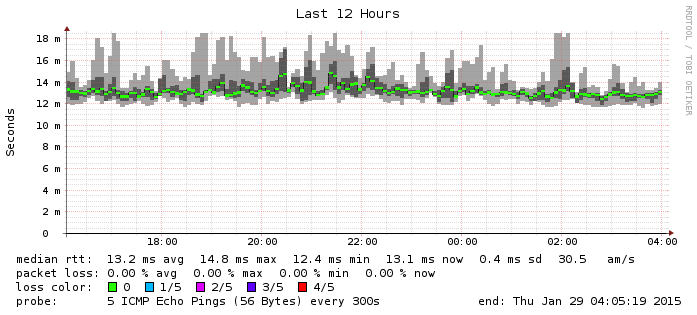 Last 12 Hours
RRDTOOL / TOBI OETIKER
Seconds
18 m
16 m
14 m
12 m
10 m
8 m
6 m
4 m
2 m
0
18:00 20:00 22:00 00:00 02:00 04:00
median rtt: 13.2 ms avg 14.8 ms max 12.4 ms min 13.1 ms now 0.4 ms sd 30.5 am/s
packet loss: 0.00 % avg 0.00 % max 0.00 % min 0.00 % now
loss color: 0 1/5 2/5 3/5 4/5
probe: 5 ICMP Echo Pings (56 Bytes) every 300s end: Thu Jan 29 04:05:19 2015